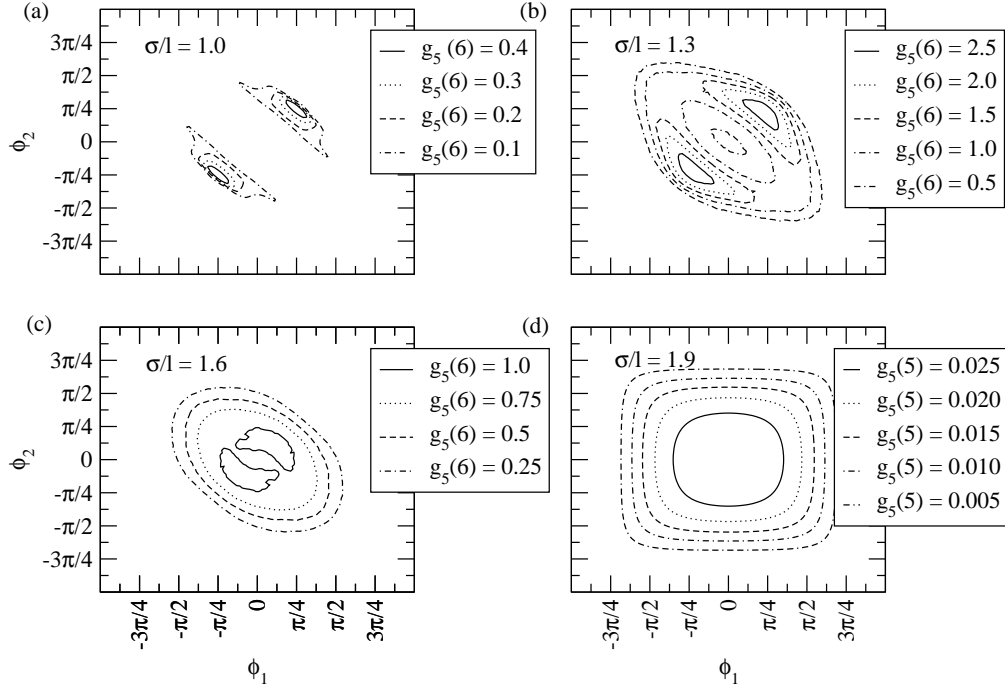 (a)
σ/l = 1.0
g₅ (6) = 0.4
g₅(6) = 0.3
g₅(6) = 0.2
g₅(6) = 0.1
3π/4
π/2
π/4
0
-π/4
-π/2
-3π/4
ϕ₂
(b)
σ/l = 1.3
g₅(6) = 2.5
g₅(6) = 2.0
g₅(6) = 1.5
g₅(6) = 1.0
g₅(6) = 0.5
(c)
σ/l = 1.6
g₅(6) = 1.0
g₅(6) = 0.75
g₅(6) = 0.5
g₅(6) = 0.25
3π/4
π/2
π/4
0
-π/4
-π/2
-3π/4
ϕ₂
-3π/4
-π/2
-π/4
0
π/4
π/2
3π/4
ϕ₁
(d)
σ/l = 1.9
g₅(5) = 0.025
g₅(5) = 0.020
g₅(5) = 0.015
g₅(5) = 0.010
g₅(5) = 0.005
-3π/4
-π/2
-π/4
0
π/4
π/2
3π/4
ϕ₁